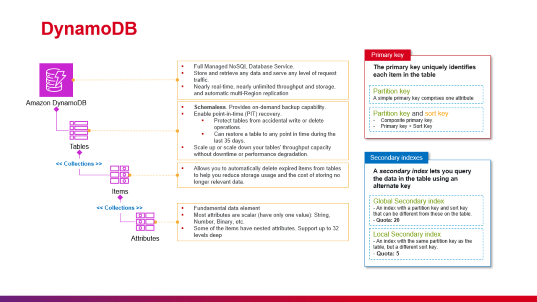 DynamoDB
Amazon DynamoDB
Full Managed NoSQL Database Service.
Store and retrieve any data and serve any level of request
traffic.
Nearly real-time, nearly unlimited throughput and storage,
and automatic multi-Region replication
Tables
Schemaless. Provides on-demand backup capability.
Enable point-in-time (PIT) recovery.
Protect tables from accidental write or delete
operations.
Can restore a table to any point in time during the
last 35 days.
Scale up or scale down your tables' throughput capacity
without downtime or performance degradation.
<< Collections >>
Items
Allows you to automatically delete expired items from tables
to help you reduce storage usage and the cost of storing no
longer relevant data.
<< Collections >>
Attributes
Fundamental data element
Most attributes are scalar (have only one value): String,
Number, Binary, etc.
Some of the items have nested attributes. Support up to 32
levels deep
Primary key
The primary key uniquely identifies
each item in the table
Partition key
A simple primary key comprises one attribute
Partition key and sort key
- Composite primary key
- Primary key + Sort Key
Secondary indexes
A secondary index lets you query
the data in the table using an
alternate key
Global Secondary index
- An index with a partition key and sort key
that can be different from those on the table.
- Quota: 20
Local Secondary index
- An index with the same partition key as the
table, but a different sort key.
- Quota: 5